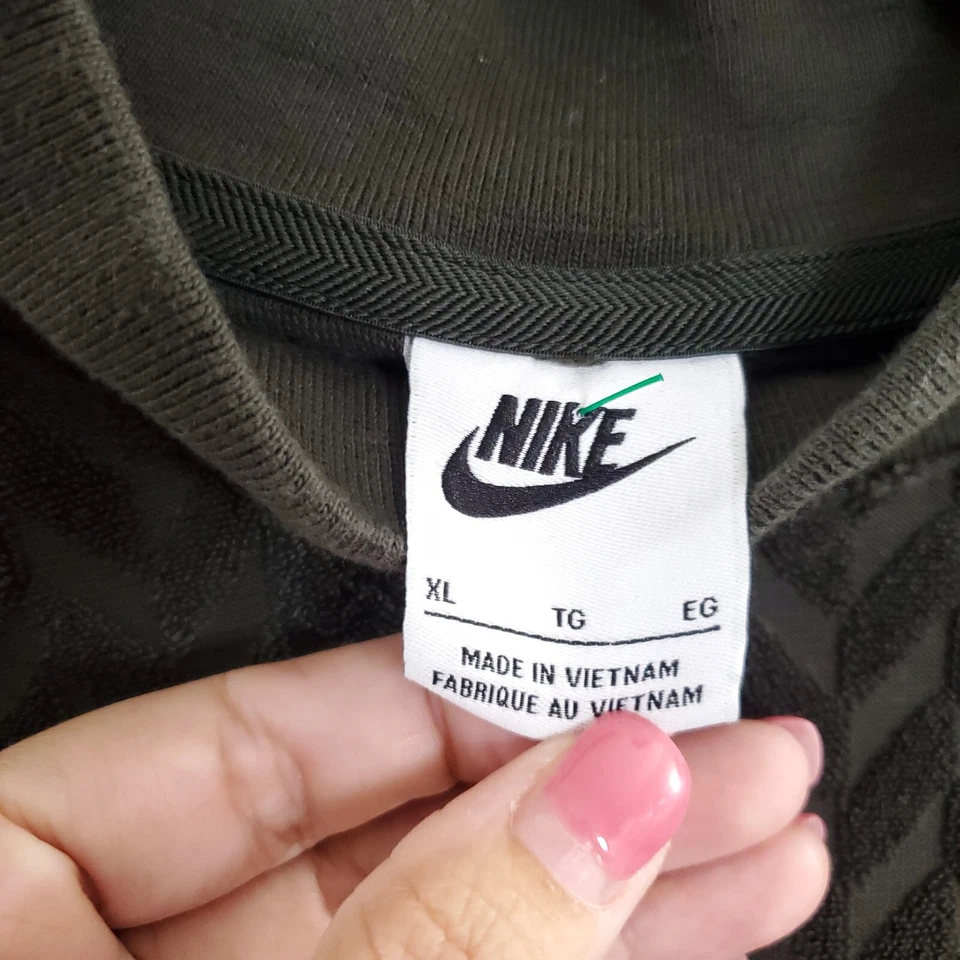 NIKE
XL TG EG
MADE IN VIETNAM
FABRIQUE AU VIETNAM